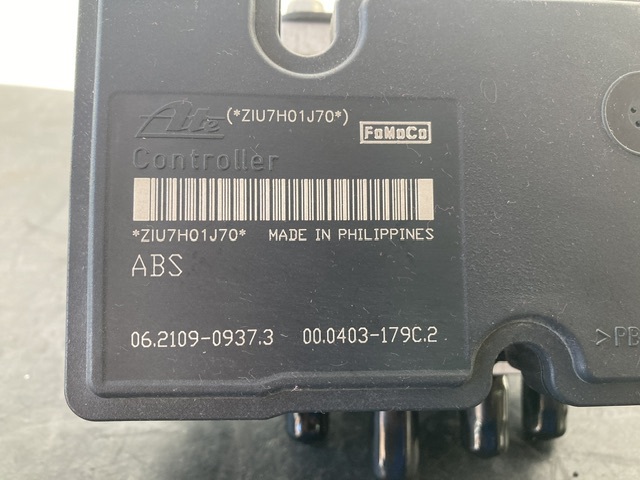 Ate (*ZIU7H01J70*)
FoMoCo
Controller
*ZIU7H01J70* MADE IN PHILIPPINES
ABS
06.2109-0937.3 00.0403-179C.2
>PB